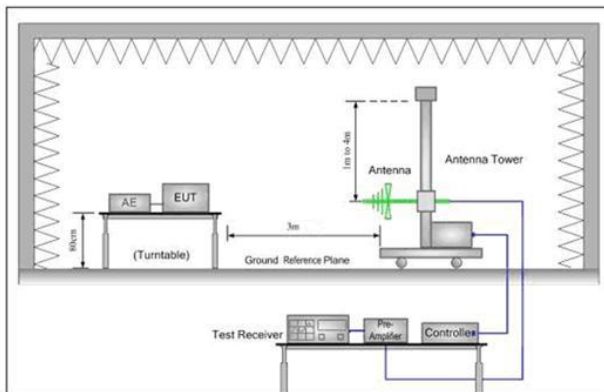 1m to 4m
Antenna
Antenna Tower
AE
EUT
80cm
(Turntable)
3m
Ground Reference Plane
Test Receiver
Pre-
Amplifier
Controller